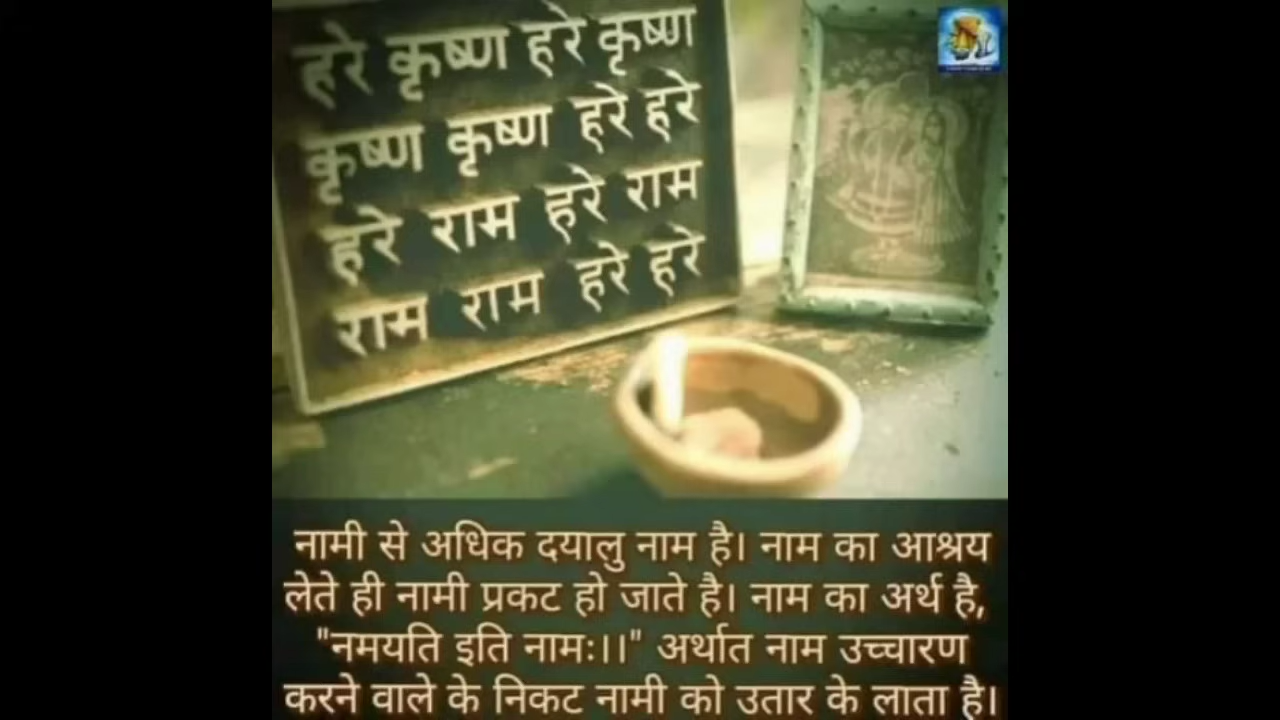 हरे कृष्ण हरे कृष्ण
कृष्ण कृष्ण हरे हरे
हरे राम हरे राम
राम राम हरे हरे
नामी से अधिक दयालु नाम है। नाम का आश्रय
लेते ही नामी प्रकट हो जाते है। नाम का अर्थ है,
"नमयति इति नामः।।" अर्थात नाम उच्चारण
करने वाले के निकट नामी को उतार के लाता है।